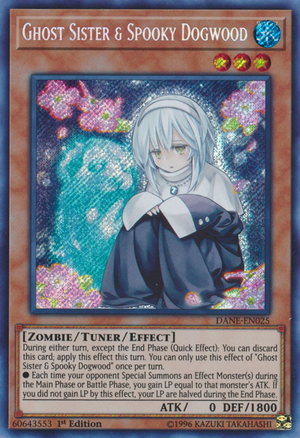 GHOST SISTER & SPOOKY DOGWOOD
DANE-EN025
[ZOMBIE/TUNER/EFFECT]
During either turn, except the End Phase (Quick Effect): You can discard
this card; apply this effect this turn. You can only use this effect of "Ghost
Sister & Spooky Dogwood" once per turn.
● Each time your opponent Special Summons an Effect Monster(s) during
the Main Phase or Battle Phase, you gain LP equal to that monster's ATK. If
you did not gain LP by this effect, your LP are halved during the End Phase.
ATK/ 0 DEF/1800
60643553 1st Edition ©1996 KAZUKI TAKAHASHI